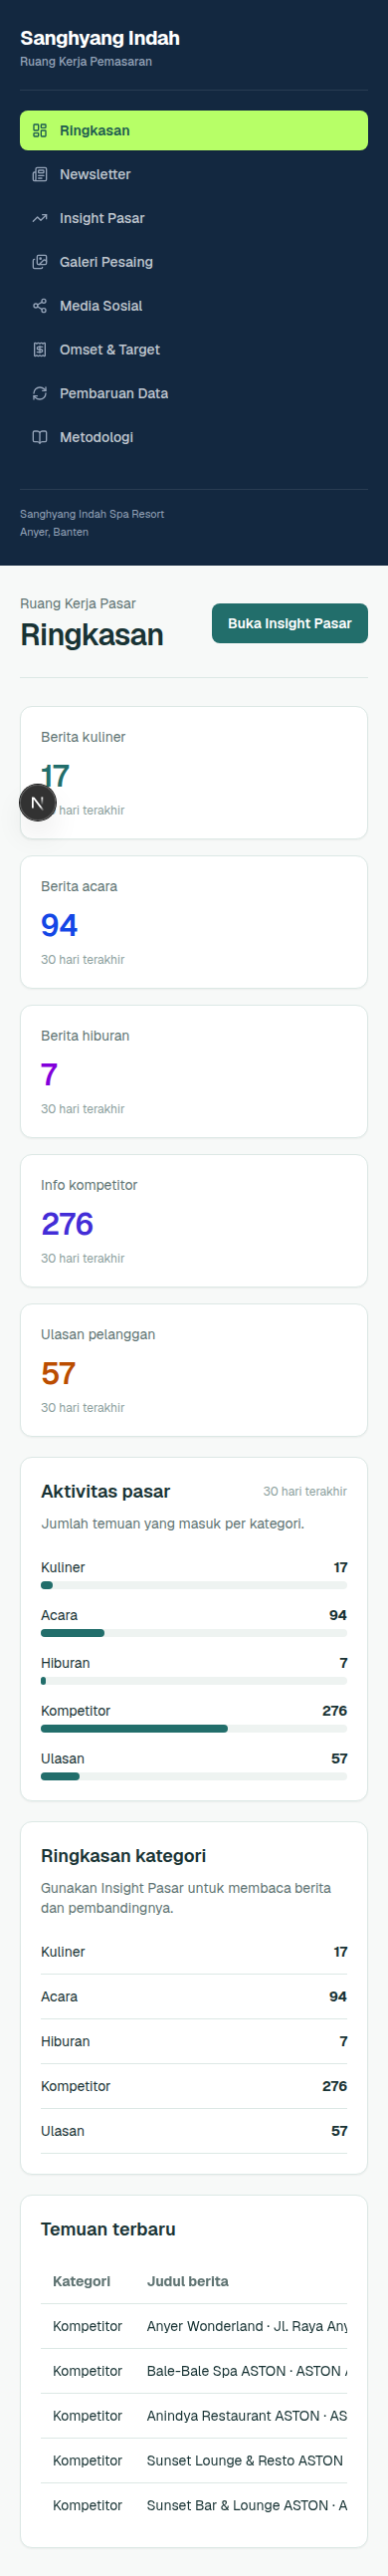 Sanghyang Indah
Ruang Kerja Pemasaran
Ringkasan
Newsletter
Insight Pasar
Galeri Pesaing
Media Sosial
Omset & Target
Pembaruan Data
Metodologi
Sanghyang Indah Spa Resort
Anyer, Banten
Ruang Kerja Pasar
Ringkasan
Buka Insight Pasar
Berita kuliner
17
N
hari terakhir
Berita acara
94
30 hari terakhir
Berita hiburan
7
30 hari terakhir
Info kompetitor
276
30 hari terakhir
Ulasan pelanggan
57
30 hari terakhir
Aktivitas pasar 30 hari terakhir
Jumlah temuan yang masuk per kategori.
Kuliner 17
Acara 94
Hiburan 7
Kompetitor 276
Ulasan 57
Ringkasan kategori
Gunakan Insight Pasar untuk membaca berita
dan pembandingnya.
Kuliner 17
Acara 94
Hiburan 7
Kompetitor 276
Ulasan 57
Temuan terbaru
Kategori Judul berita
Kompetitor Anyer Wonderland · Jl. Raya Any
Kompetitor Bale-Bale Spa ASTON · ASTON
Kompetitor Anindya Restaurant ASTON · AS
Kompetitor Sunset Lounge & Resto ASTON
Kompetitor Sunset Bar & Lounge ASTON · A